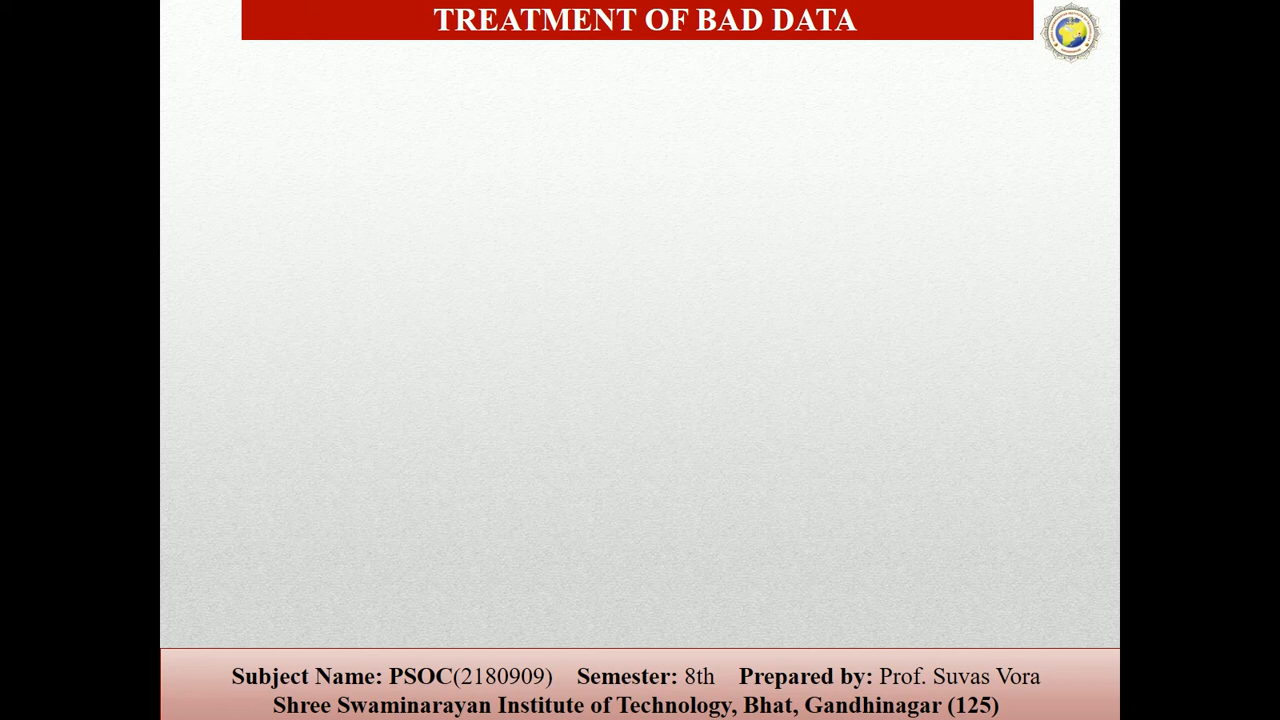 TREATMENT OF BAD DATA
Subject Name: PSOC(2180909) Semester: 8th Prepared by: Prof. Suvas Vora
Shree Swaminarayan Institute of Technology, Bhat, Gandhinagar (125)